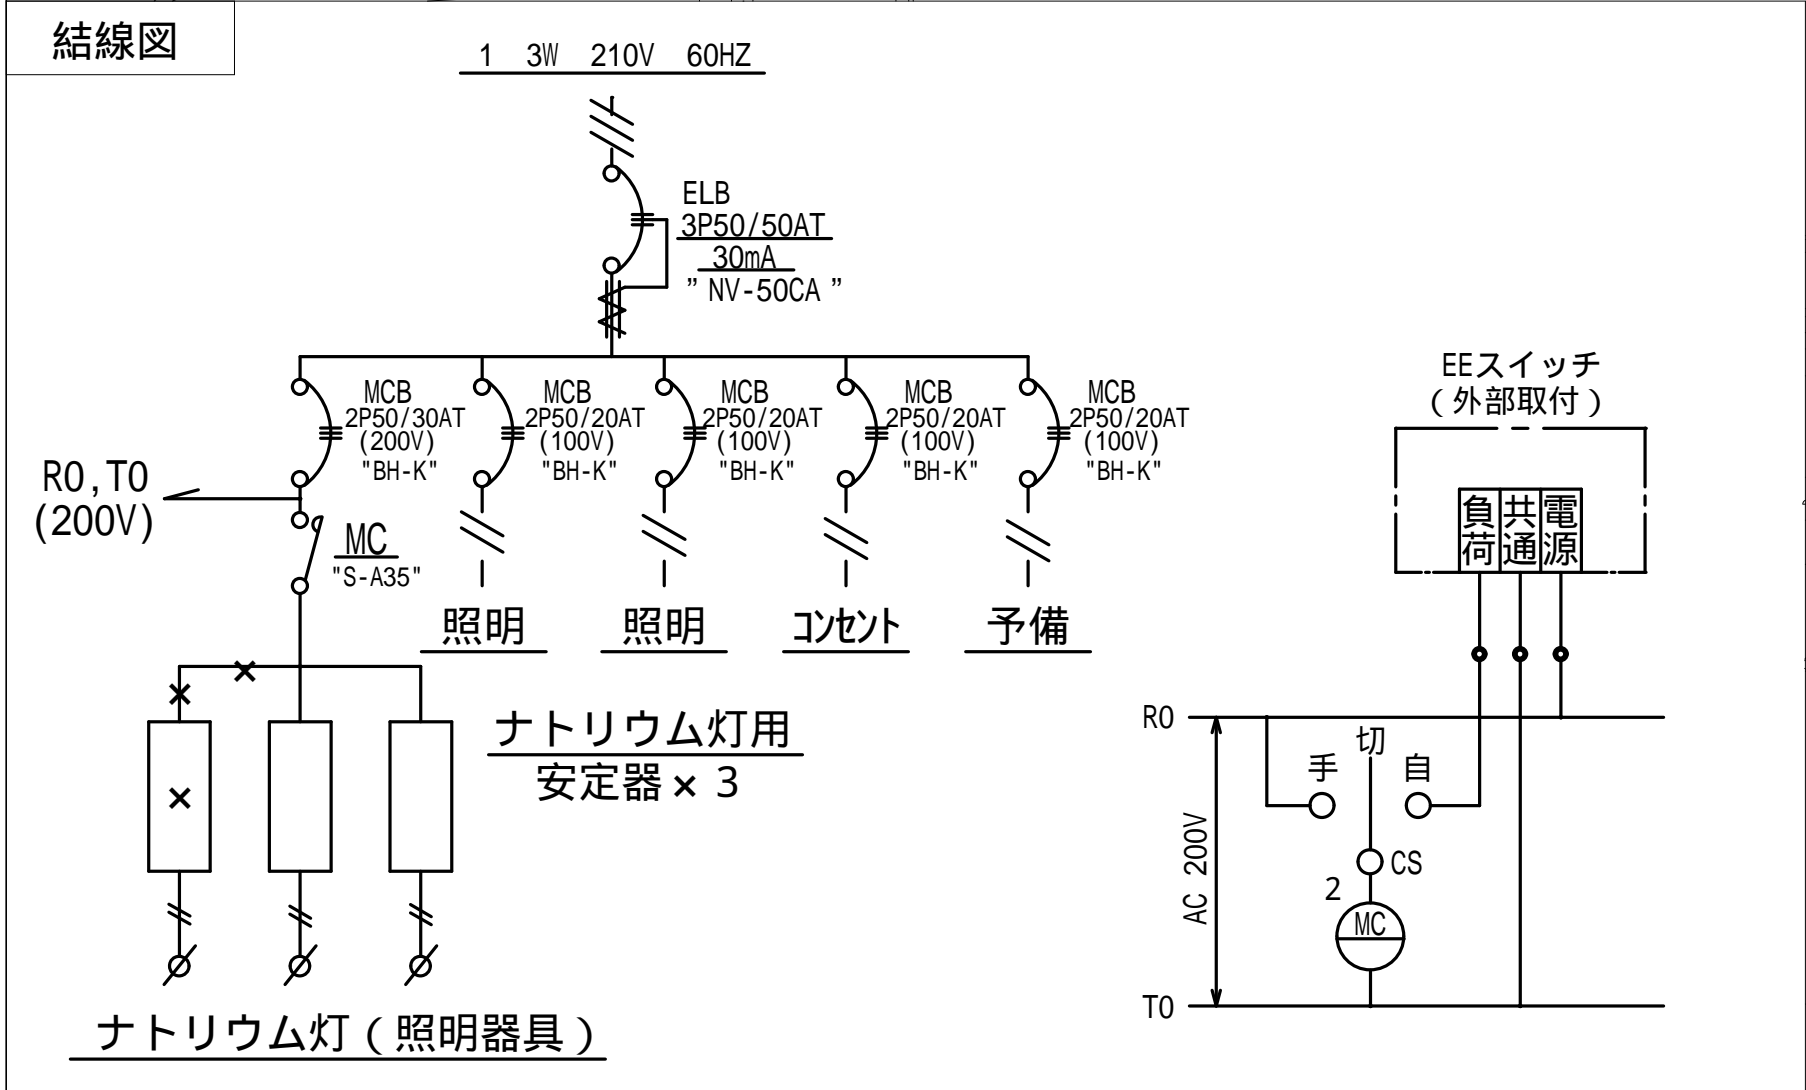 結線図
1 3W 210V 60HZ
ELB
3P50/50AT
30mA
" NV-50CA "
MCB
2P50/30AT
(200V)
"BH-K"
MCB
2P50/20AT
(100V)
"BH-K"
MCB
2P50/20AT
(100V)
"BH-K"
MCB
2P50/20AT
(100V)
"BH-K"
MCB
2P50/20AT
(100V)
"BH-K"
R0,T0
(200V)
MC
"S-A35"
照明
照明
コンセント
予備
ナトリウム灯用
安定器×3
ナトリウム灯(照明器具)
EEスイッチ
(外部取付)
負荷
共通
電源
R0
切
手
自
AC 200V
CS
2
MC
T0